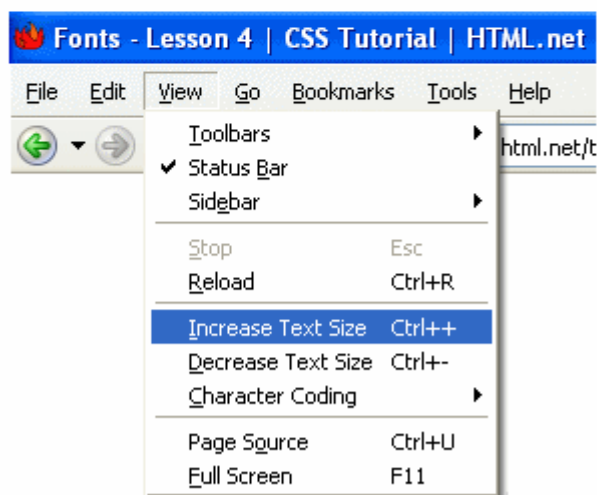 Fonts - Lesson 4 | CSS Tutorial | HTML.net
File Edit View Go Bookmarks Tools Help
html.net/t
Toolbars
Status Bar
Sidebar
Stop Esc
Reload Ctrl+R
Increase Text Size Ctrl++
Decrease Text Size Ctrl+-
Character Coding
Page Source Ctrl+U
Full Screen F11